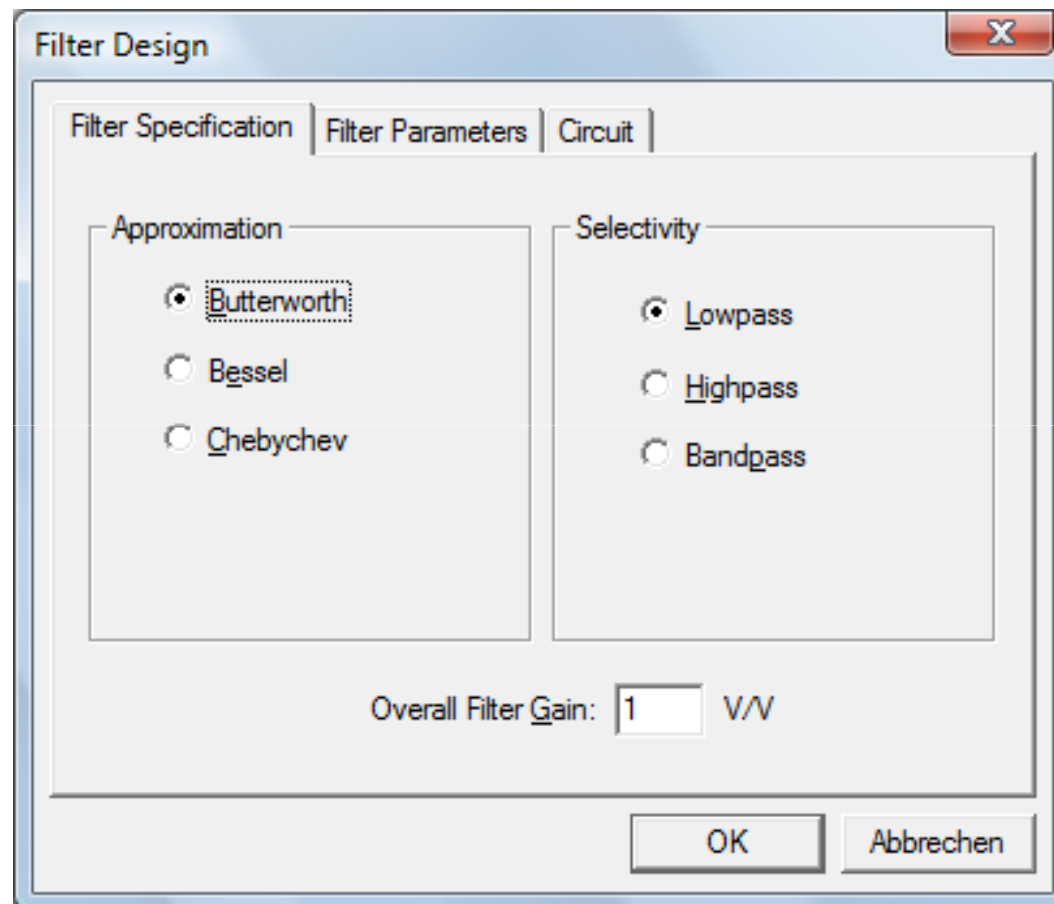 Filter Design
Filter Specification Filter Parameters Circuit
Approximation
Butterworth
Bessel
Chebychev
Selectivity
Lowpass
Highpass
Bandpass
Overall Filter Gain: 1 V/V
OK Abbrechen